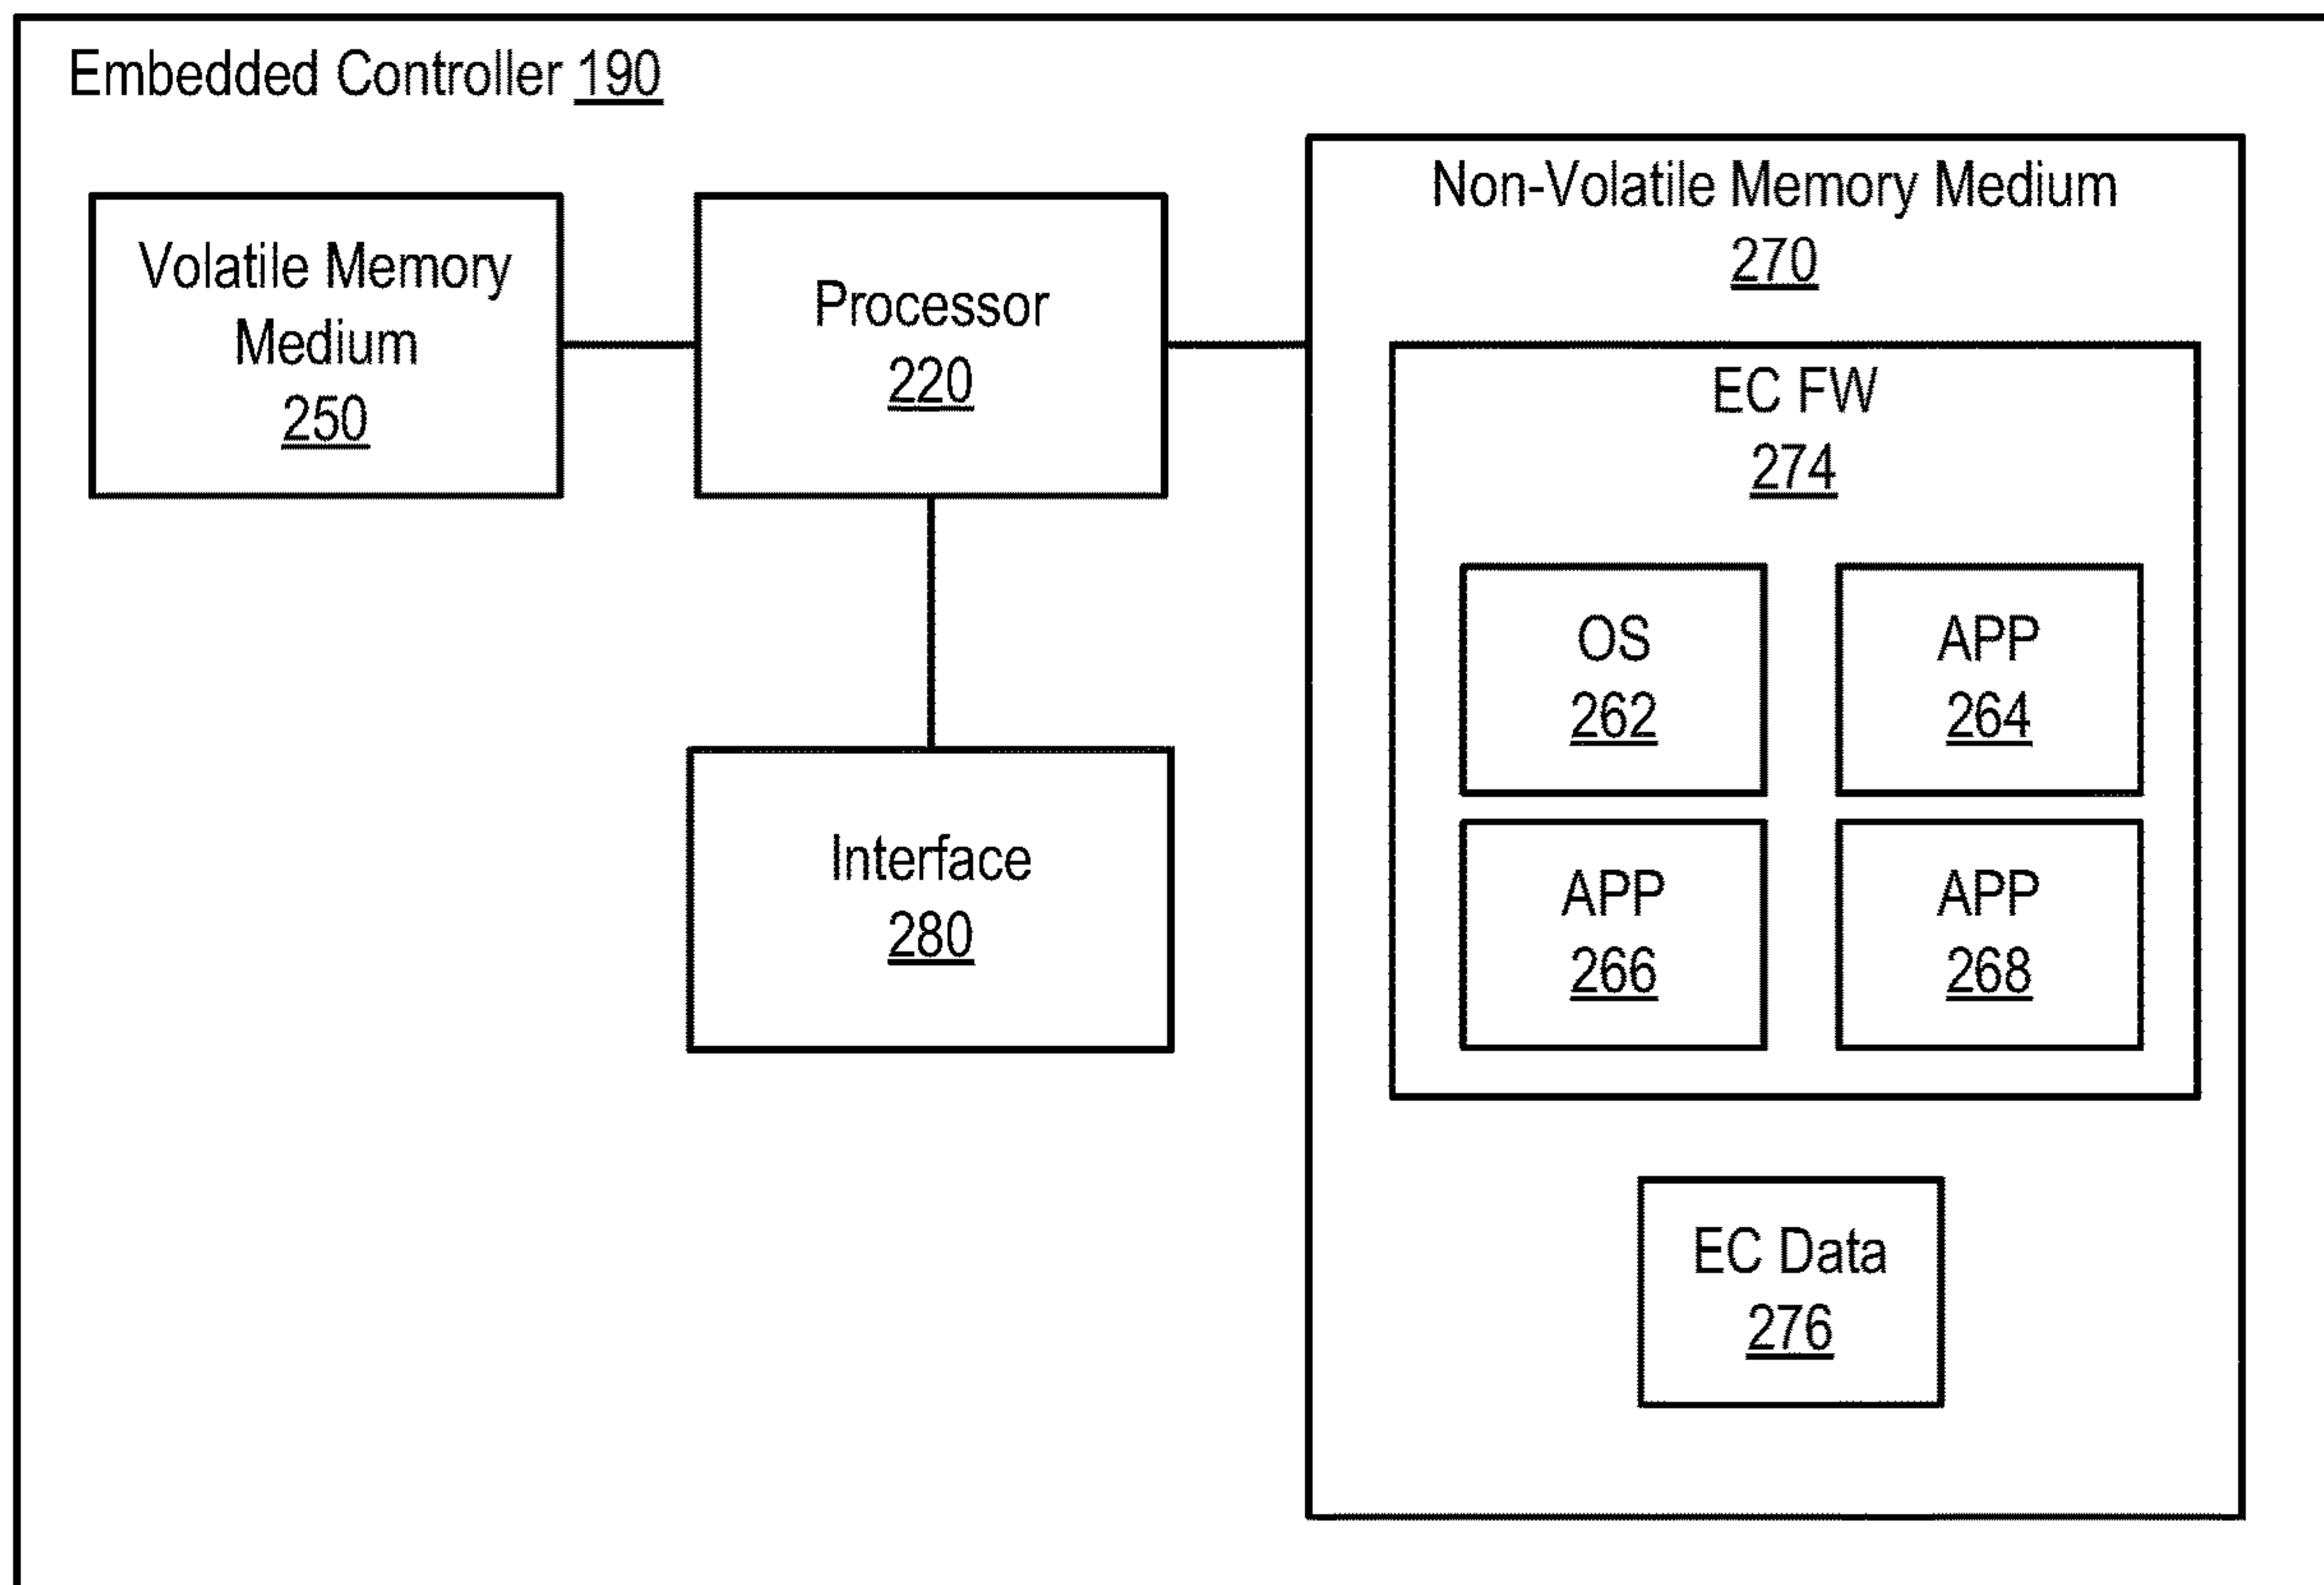 Embedded Controller 190
Volatile Memory
Medium
250
Processor
220
Interface
280
Non-Volatile Memory Medium
270
EC FW
274
OS
262
APP
264
APP
266
APP
268
EC Data
276